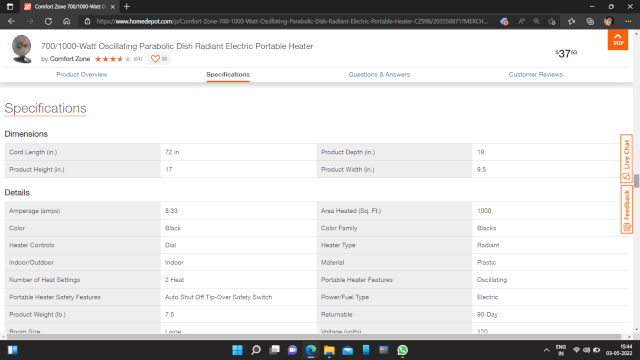 Comfort Zone 700/1000-Watt O
https://www.homedepot.com/p/Comfort-Zone-700-1000-Watt-Oscillating-Parabolic-Dish-Radiant-Electric-Portable-Heater-CZ998/203550871?MERCH...
700/1000-Watt Oscillating Parabolic Dish Radiant Electric Portable Heater
by Comfort Zone (84) 38
$37 53
TOP
Product Overview Specifications Questions & Answers Customer Reviews
Specifications
Dimensions
Cord Length (in.) 72 in Product Depth (in.) 19
Product Height (in.) 17 Product Width (in.) 9.5
Live Chat
Feedback
Details
Amperage (amps) 8.33 Area Heated (Sq. Ft.) 1000
Color Black Color Family Blacks
Heater Controls Dial Heater Type Radiant
Indoor/Outdoor Indoor Material Plastic
Number of Heat Settings 2 Heat Portable Heater Features Oscillating
Portable Heater Safety Features Auto Shut Off,Tip-Over Safety Switch Power/Fuel Type Electric
Product Weight (lb.) 7.5 Returnable 90-Day
Room Size Large Voltage (volts) 120
ENG IN 15:44 03-05-2022